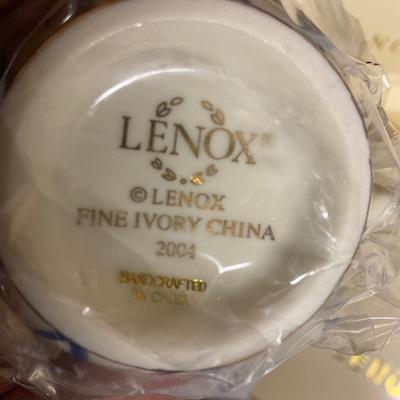 LENOX®
© LENOX
FINE IVORY CHINA
2004
HANDCRAFTED
IN CHINA